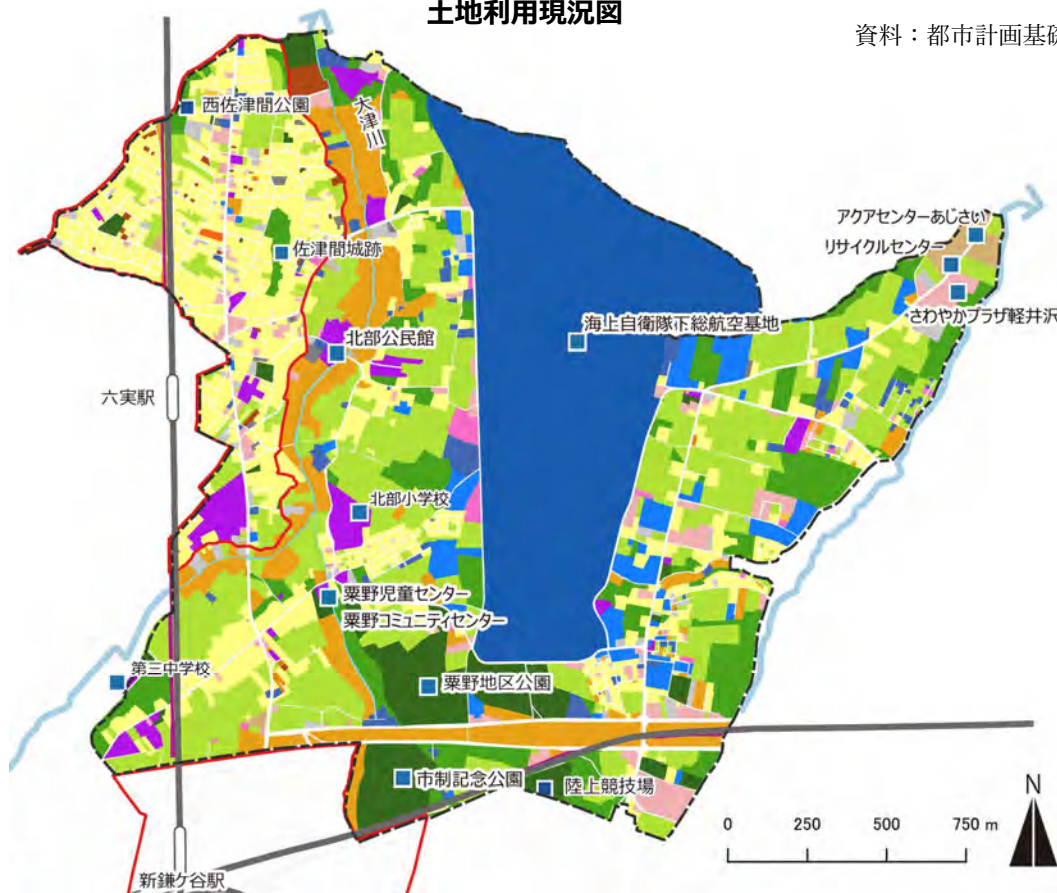 土地利用現況図
資料：都市計画基礎
西佐津間公園
大津川
アクアセンターあじさい
リサイクルセンター
佐津間城跡
さわやかプラザ軽井沢
海上自衛隊下総航空基地
北部公民館
六実駅
北部小学校
粟野児童センター
粟野コミュニティセンター
第三中学校
粟野地区公園
市制記念公園
陸上競技場
N
0 250 500 750 m
新鎌ケ谷駅